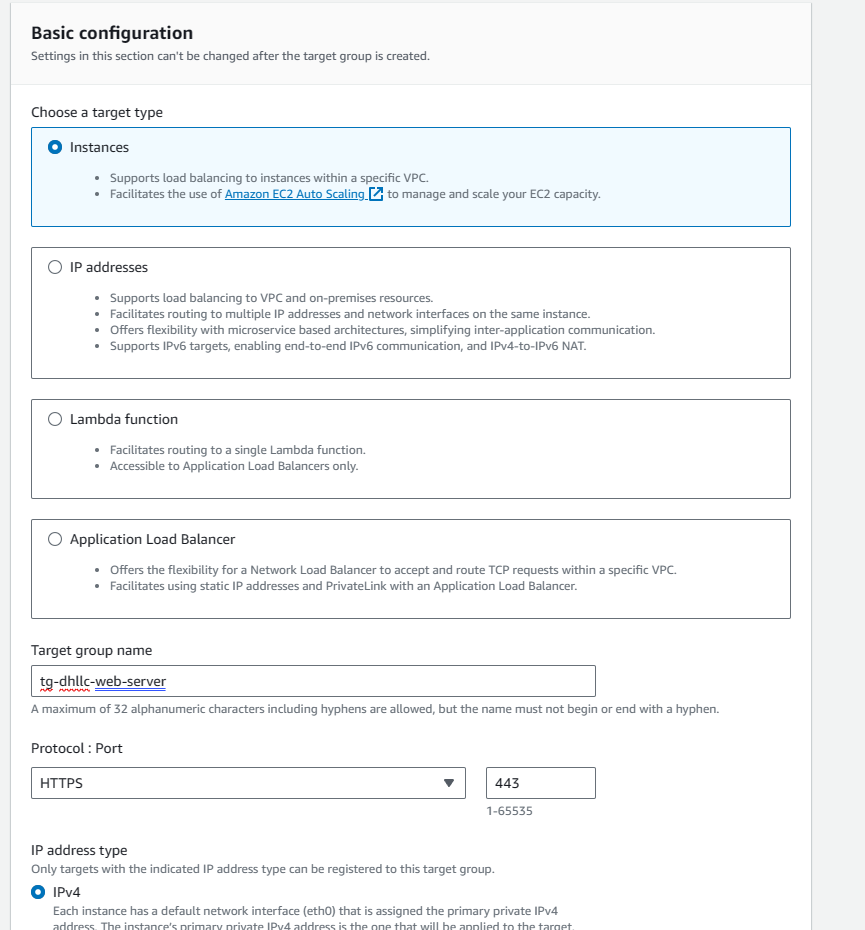 Basic configuration
Settings in this section can't be changed after the target group is created.
Choose a target type
Instances
• Supports load balancing to instances within a specific VPC.
• Facilitates the use of Amazon EC2 Auto Scaling to manage and scale your EC2 capacity.
IP addresses
• Supports load balancing to VPC and on-premises resources.
• Facilitates routing to multiple IP addresses and network interfaces on the same instance.
• Offers flexibility with microservice based architectures, simplifying inter-application communication.
• Supports IPv6 targets, enabling end-to-end IPv6 communication, and IPv4-to-IPv6 NAT.
Lambda function
• Facilitates routing to a single Lambda function.
• Accessible to Application Load Balancers only.
Application Load Balancer
• Offers the flexibility for a Network Load Balancer to accept and route TCP requests within a specific VPC.
• Facilitates using static IP addresses and PrivateLink with an Application Load Balancer.
Target group name
tg-dhllc-web-server
A maximum of 32 alphanumeric characters including hyphens are allowed, but the name must not begin or end with a hyphen.
Protocol : Port
HTTPS 443
1-65535
IP address type
Only targets with the indicated IP address type can be registered to this target group.
IPv4
Each instance has a default network interface (eth0) that is assigned the primary private IPv4
address. The instance's primary private IPv4 address is the one that will be applied to the target.